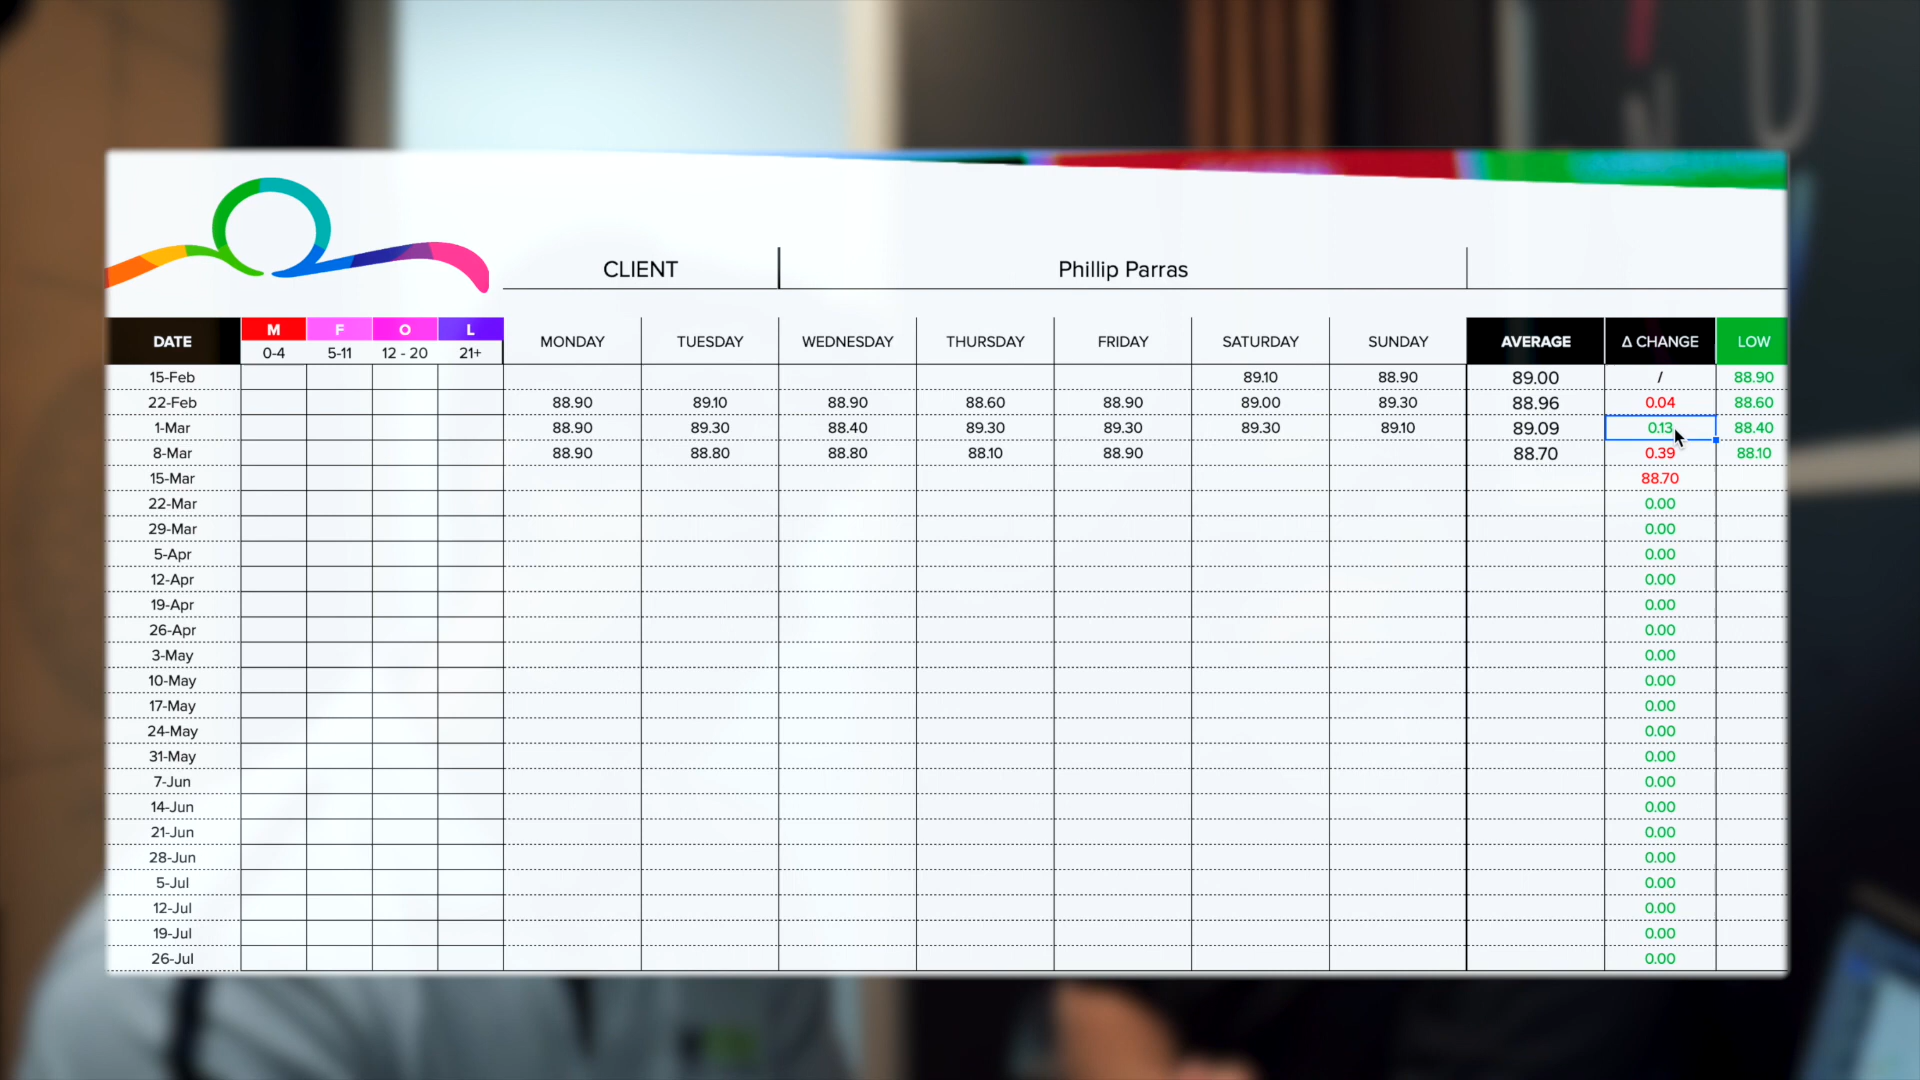 CLIENT Phillip Parras
DATE M F O L MONDAY TUESDAY WEDNESDAY THURSDAY FRIDAY SATURDAY SUNDAY AVERAGE Δ CHANGE LOW
0-4 5-11 12 - 20 21+
15-Feb 89.10 88.90 89.00 / 88.90
22-Feb 88.90 89.10 88.90 88.60 88.90 89.00 89.30 88.96 0.04 88.60
1-Mar 88.90 89.30 88.40 89.30 89.30 89.30 89.10 89.09 0.13 88.40
8-Mar 88.90 88.80 88.80 88.10 88.90 88.70 0.39 88.10
15-Mar 88.70
22-Mar 0.00
29-Mar 0.00
5-Apr 0.00
12-Apr 0.00
19-Apr 0.00
26-Apr 0.00
3-May 0.00
10-May 0.00
17-May 0.00
24-May 0.00
31-May 0.00
7-Jun 0.00
14-Jun 0.00
21-Jun 0.00
28-Jun 0.00
5-Jul 0.00
12-Jul 0.00
19-Jul 0.00
26-Jul 0.00